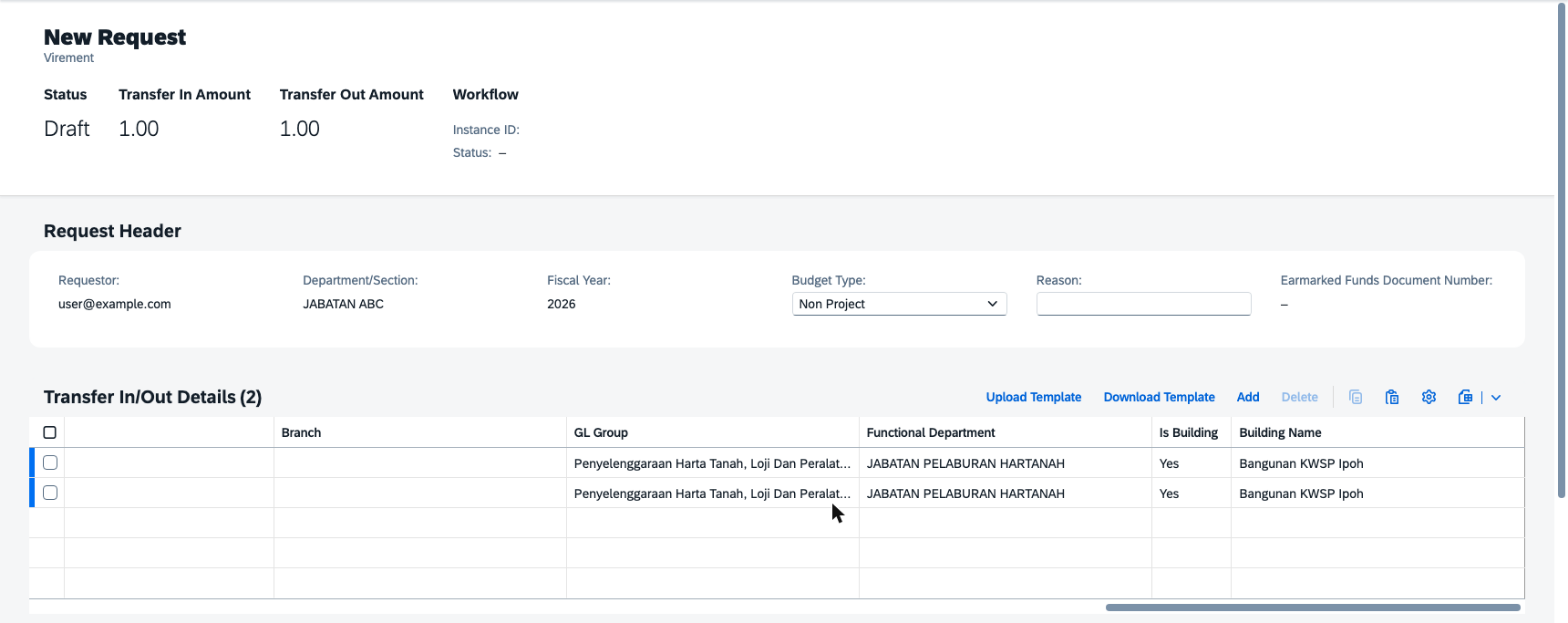 New Request
Virement
Status Transfer In Amount Transfer Out Amount Workflow
Draft 1.00 1.00 Instance ID:
Status: –
Request Header
Requestor: Department/Section: Fiscal Year: Budget Type: Reason: Earmarked Funds Document Number:
user@example.com JABATAN ABC 2026 Non Project –
Transfer In/Out Details (2) Upload Template Download Template Add Delete
Branch GL Group Functional Department Is Building Building Name
Penyelenggaraan Harta Tanah, Loji Dan Peralat... JABATAN PELABURAN HARTANAH Yes Bangunan KWSP Ipoh
Penyelenggaraan Harta Tanah, Loji Dan Peralat... JABATAN PELABURAN HARTANAH Yes Bangunan KWSP Ipoh